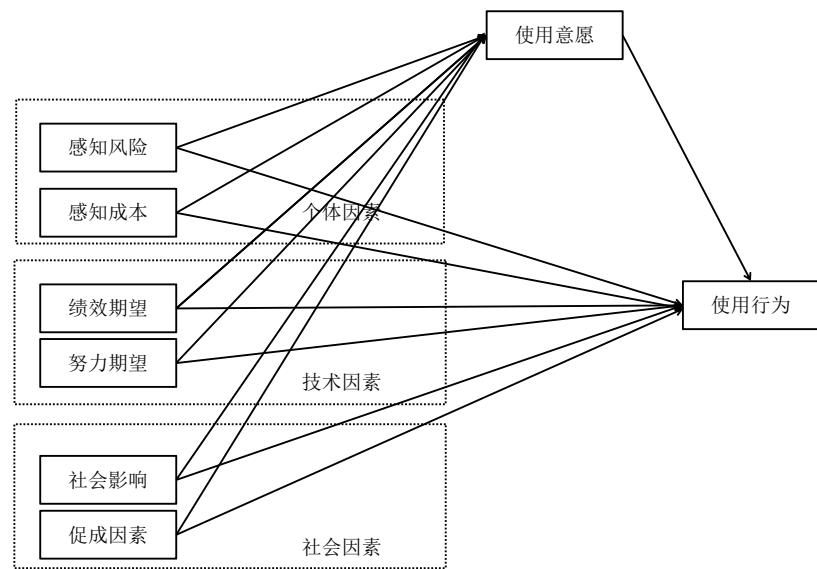 使用意愿
感知风险
感知成本
个体因素
绩效期望
使用行为
努力期望
技术因素
社会影响
促成因素
社会因素